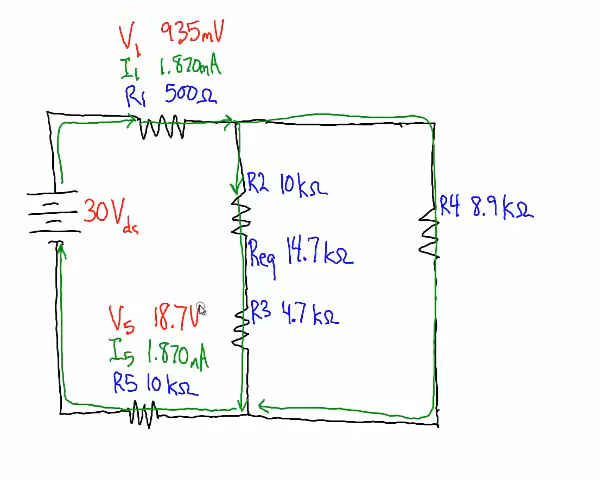 V1 935mV
I1 1.870mA
R1 500Ω
R2 10kΩ
30Vdc
R4 8.9kΩ
Req 14.7kΩ
V5 18.7V
R3 4.7kΩ
I5 1.870mA
R5 10kΩ